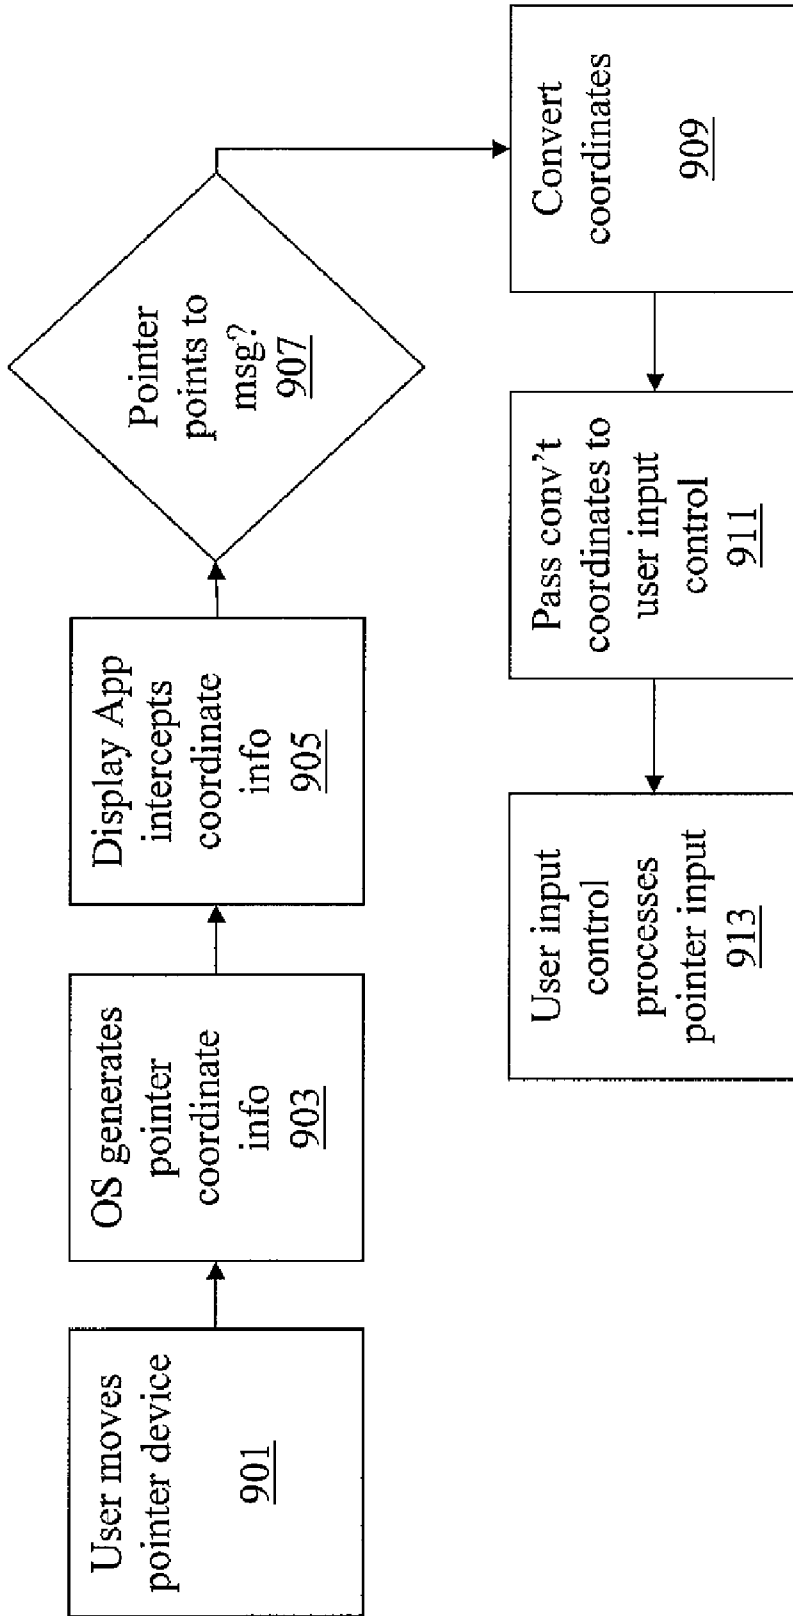 User moves
pointer device
901
OS generates
pointer
coordinate
info
903
Display App
intercepts
coordinate
info
905
Pointer
points to
msg?
907
Convert
coordinates
909
Pass conv't
coordinates to
user input
control
911
User input
control
processes
pointer input
913